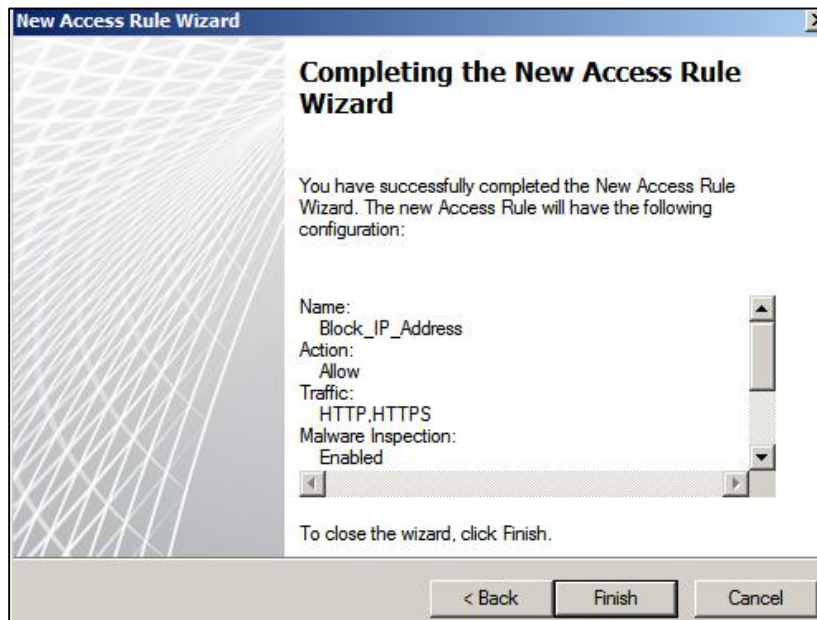 New Access Rule Wizard
Completing the New Access Rule
Wizard
You have successfully completed the New Access Rule
Wizard. The new Access Rule will have the following
configuration:
Name:
Block_IP_Address
Action:
Allow
Traffic:
HTTP,HTTPS
Malware Inspection:
Enabled
To close the wizard, click Finish.
< Back
Finish
Cancel